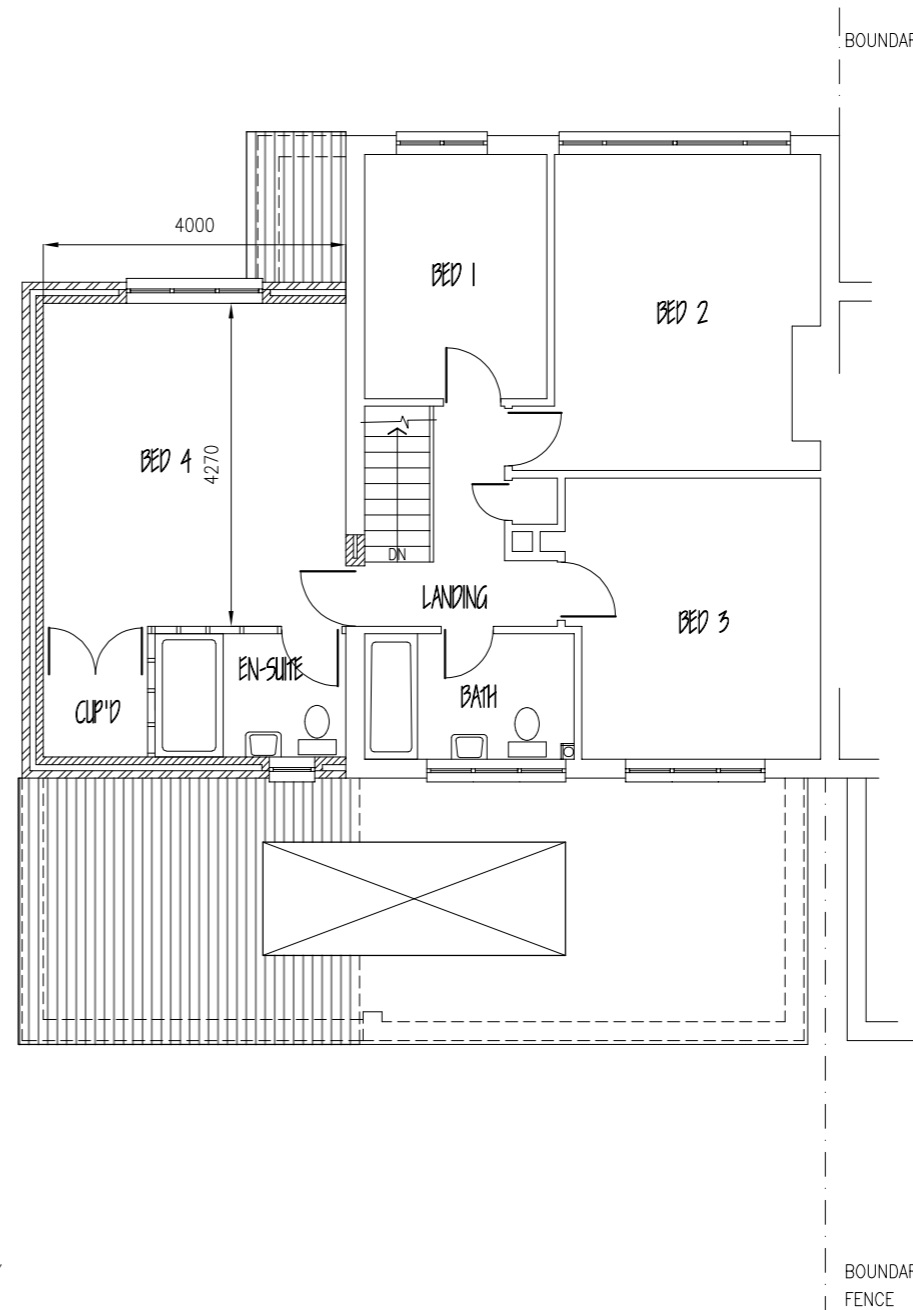 BOUNDAR
4000
BED 1
BED 2
BED 4
4270
DN
LANDING
BED 3
EN-SUITE
BATH
CUP'D
BOUNDAR
FENCE